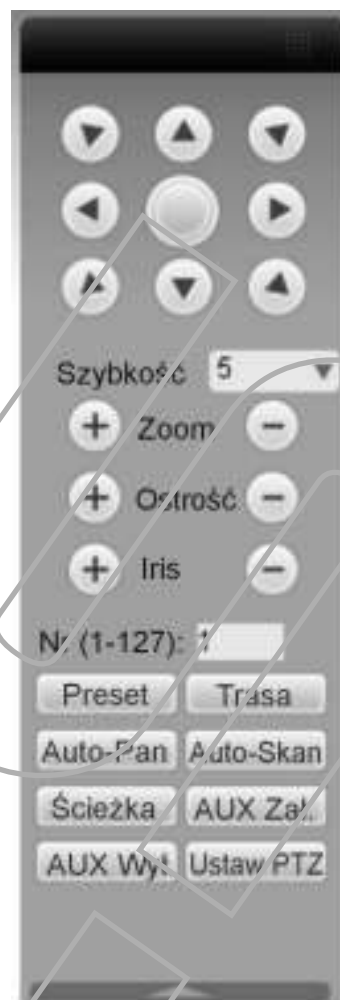 Szybkość 5
+ Zoom -
+ Ostrość -
+ Iris -
Nr (1-127): 1
Preset Trasa
Auto-Pan Auto-Skan
Ścieżka AUX Zał.
AUX Wył Ustaw PTZ